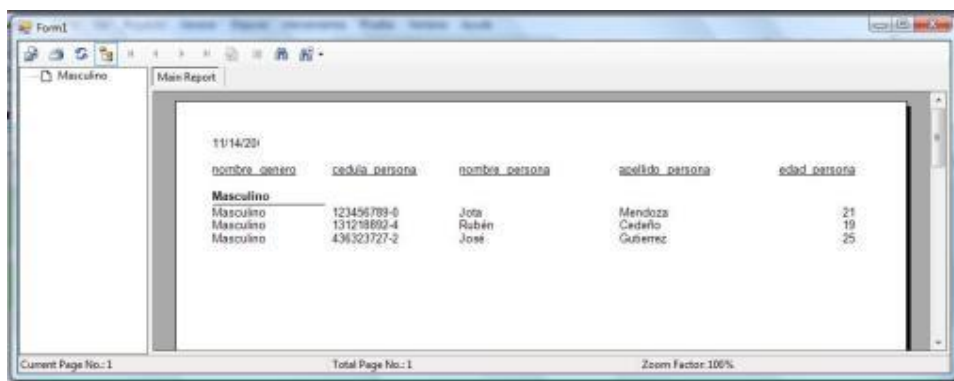 Form1
Masculino
Main Report
11/14/20
nombre_genero cedula_persona nombre_persona apellido_persona edad_persona
Masculino
Masculino 123456789-0 Jota Mendoza 21
Masculino 131218892-4 Rubén Cedeño 19
Masculino 436323727-2 José Gutierrez 25
Current Page No.: 1 Total Page No.: 1 Zoom Factor: 100%